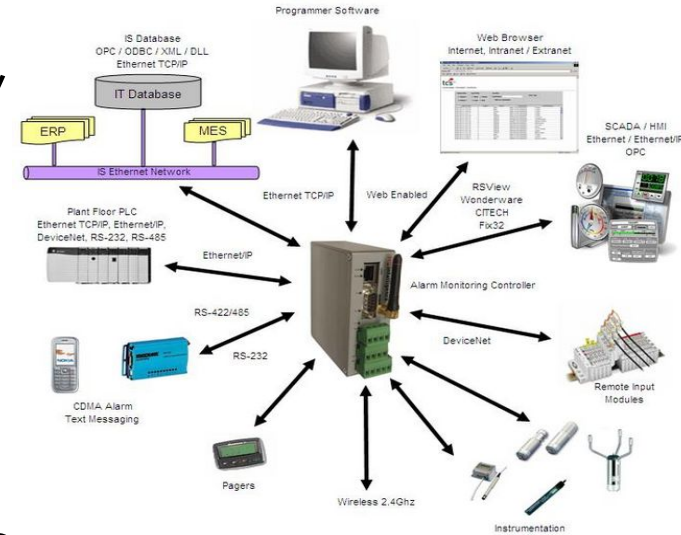 Programmer Software
IS Database
OPC / ODBC / XML / DLL
Ethernet TCP/IP
IT Database
ERP
MES
IS Ethernet Network
Web Browser
Internet, Intranet / Extranet
tcs
SCADA / HMI
Ethernet / Ethernet/IP
OPC
Ethernet TCP/IP
Web Enabled
RSView
Wonderware
CITECH
Fix32
Plant Floor PLC
Ethernet TCP/IP, Ethernet/IP,
DeviceNet, RS-232, RS-485
Ethernet/IP
Alarm Monitoring Controller
RS-422/485
RS-232
DeviceNet
CDMA Alarm
Text Messaging
Remote Input
Modules
Pagers
Wireless 2.4Ghz
Instrumentation